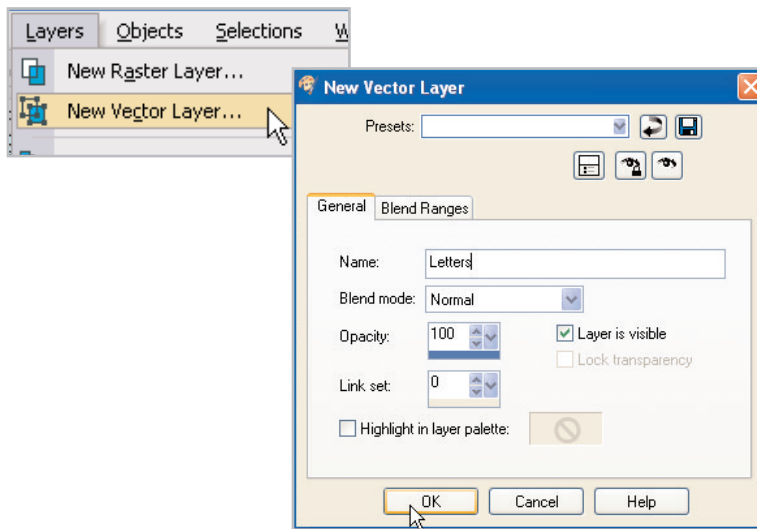 Layers Objects Selections W
New Raster Layer...
New Vector Layer...
New Vector Layer
Presets:
General Blend Ranges
Name: Letters
Blend mode: Normal
Opacity: 100 Layer is visible
Lock transparency
Link set: 0
Highlight in layer palette:
OK Cancel Help